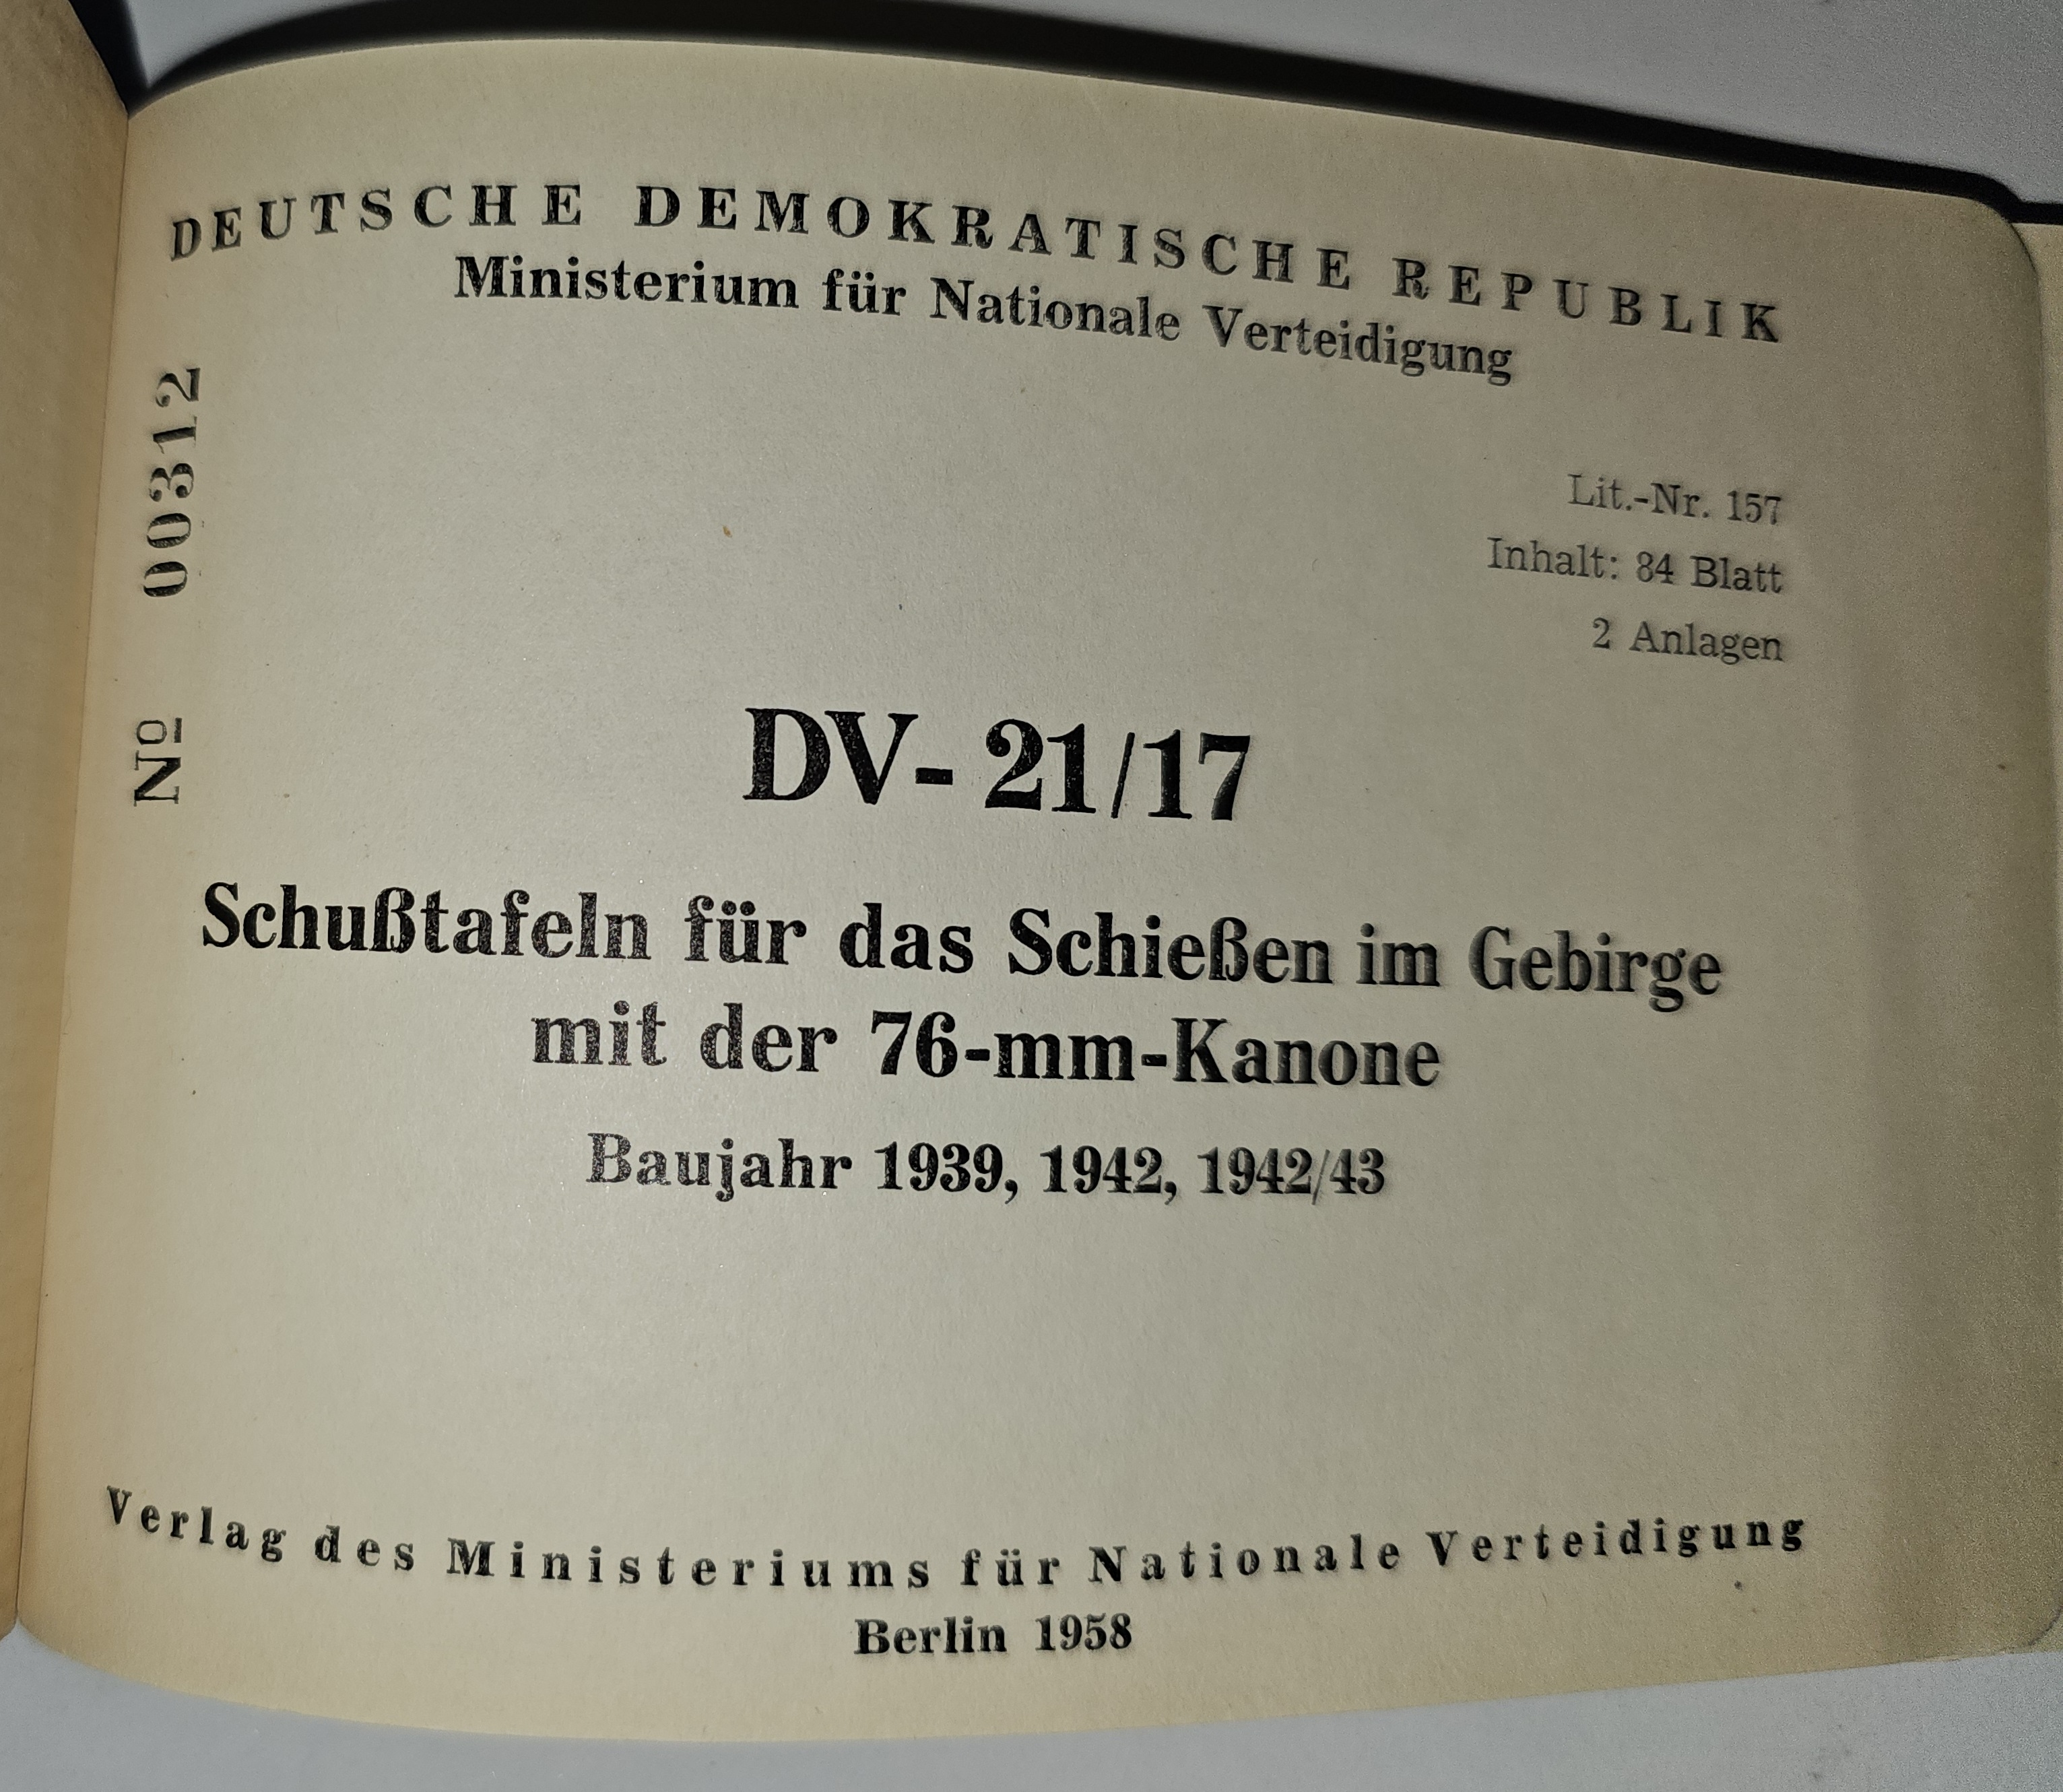 DEUTSCHE DEMOKRATISCHE REPUBLIK
Ministerium für Nationale Verteidigung
Nº 00312
Lit.-Nr. 157
Inhalt: 84 Blatt
2 Anlagen
DV- 21/17
Schußtafeln für das Schießen im Gebirge
mit der 76-mm-Kanone
Baujahr 1939, 1942, 1942/43
Verlag des Ministeriums für Nationale Verteidigung
Berlin 1958